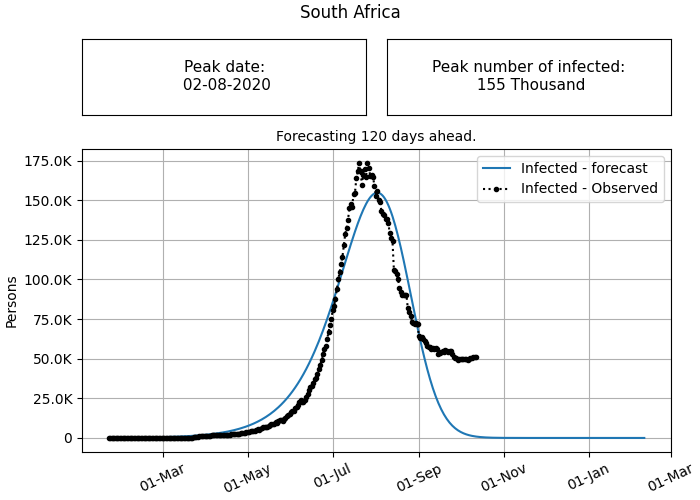 South Africa
Peak date:
02-08-2020
Peak number of infected:
155 Thousand
Forecasting 120 days ahead.
Infected - forecast
Infected - Observed
Persons
175.0K
150.0K
125.0K
100.0K
75.0K
50.0K
25.0K
0
01-Mar
01-May
01-Jul
01-Sep
01-Nov
01-Jan
01-Mar